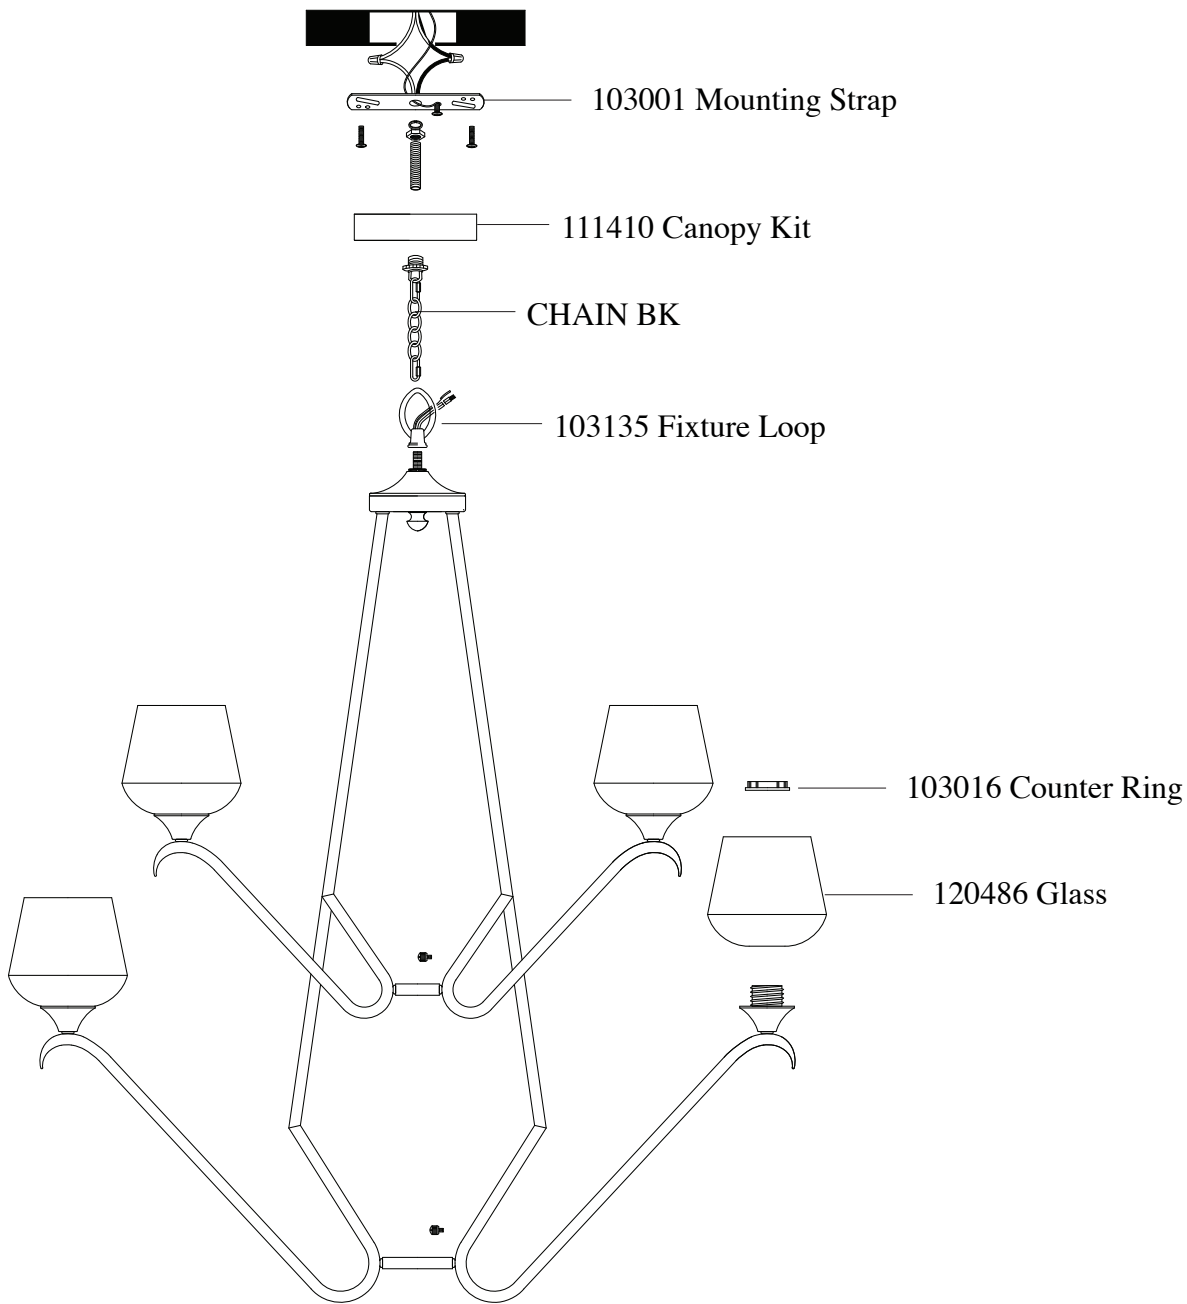 103001 Mounting Strap
111410 Canopy Kit
CHAIN BK
103135 Fixture Loop
103016 Counter Ring
120486 Glass